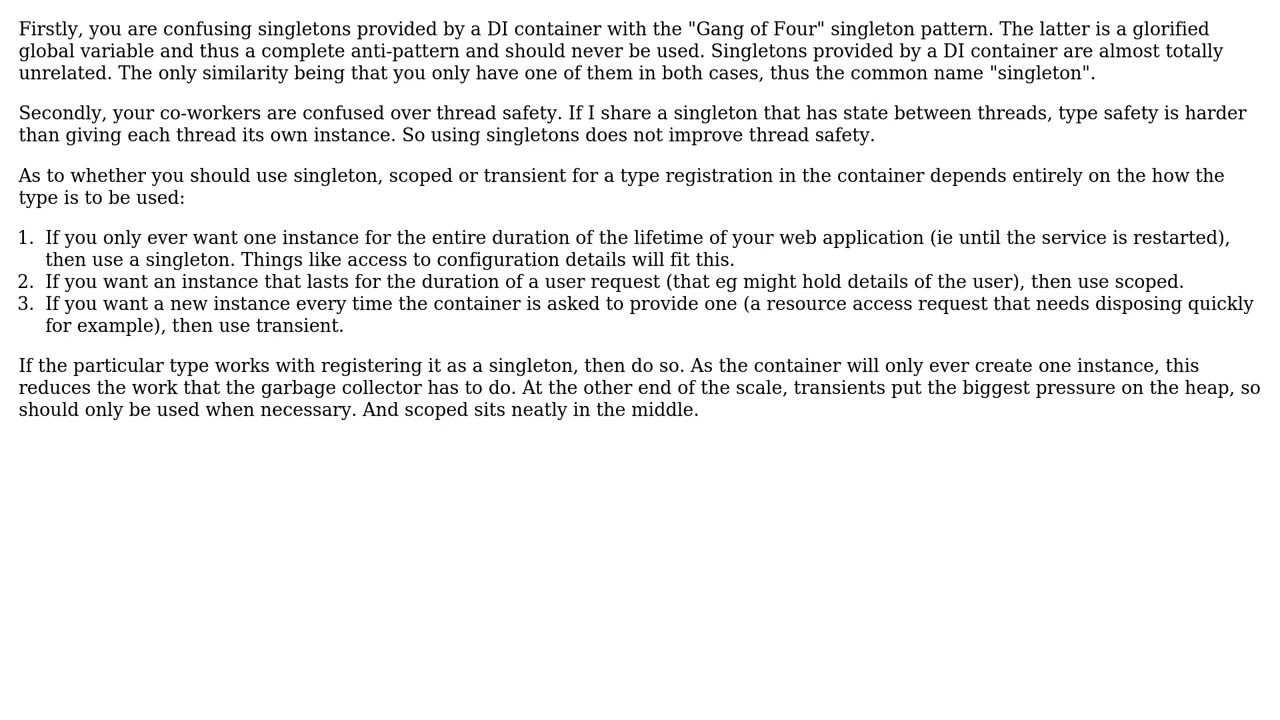 Firstly, you are confusing singletons provided by a DI container with the "Gang of Four" singleton pattern. The latter is a glorified
global variable and thus a complete anti-pattern and should never be used. Singletons provided by a DI container are almost totally
unrelated. The only similarity being that you only have one of them in both cases, thus the common name "singleton".
Secondly, your co-workers are confused over thread safety. If I share a singleton that has state between threads, type safety is harder
than giving each thread its own instance. So using singletons does not improve thread safety.
As to whether you should use singleton, scoped or transient for a type registration in the container depends entirely on the how the
type is to be used:
1. If you only ever want one instance for the entire duration of the lifetime of your web application (ie until the service is restarted),
then use a singleton. Things like access to configuration details will fit this.
2. If you want an instance that lasts for the duration of a user request (that eg might hold details of the user), then use scoped.
3. If you want a new instance every time the container is asked to provide one (a resource access request that needs disposing quickly
for example), then use transient.
If the particular type works with registering it as a singleton, then do so. As the container will only ever create one instance, this
reduces the work that the garbage collector has to do. At the other end of the scale, transients put the biggest pressure on the heap, so
should only be used when necessary. And scoped sits neatly in the middle.